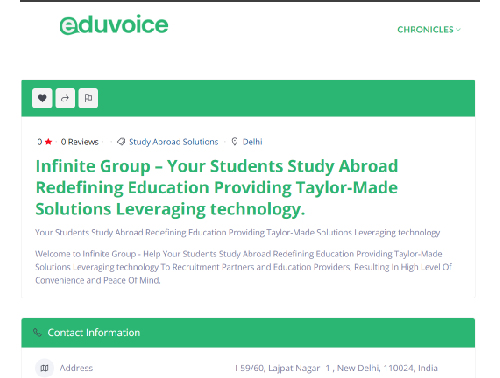 eduvoice
CHRONICLES
0 ★ · 0 Reviews · Study Abroad Solutions · Delhi
Infinite Group – Your Students Study Abroad
Redefining Education Providing Taylor-Made
Solutions Leveraging technology.
Your Students Study Abroad Redefining Education Providing Taylor-Made Solutions Leveraging technology
Welcome to Infinite Group - Help Your Students Study Abroad Redefining Education Providing Taylor-Made
Solutions Leveraging technology To Recruitment Partners and Education Providers, Resulting In High Level Of
Convenience and Peace Of Mind.
Contact Information
Address I-59/60, Lajpat Nagar -1 , New Delhi, 110024, India